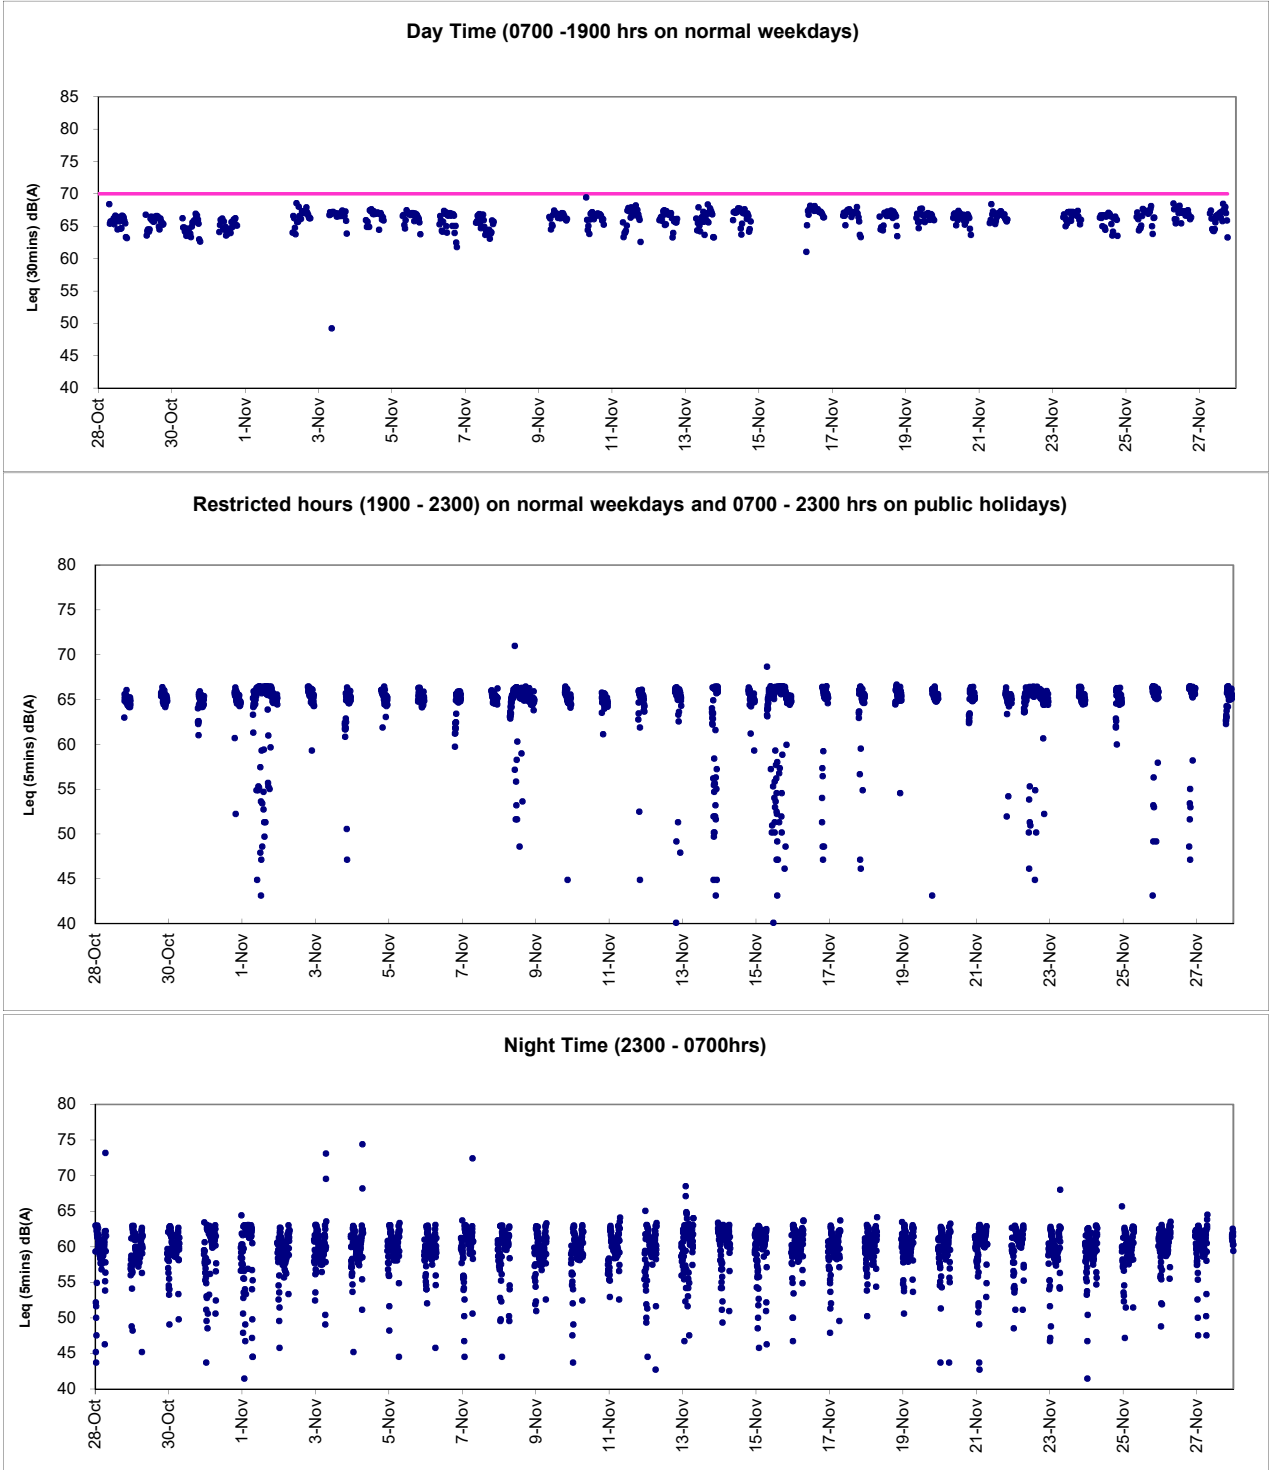 Day Time (0700 -1900 hrs on normal weekdays)
Leq (30mins) dB(A)
85
80
75
70
65
60
55
50
45
40
28-Oct
30-Oct
1-Nov
3-Nov
5-Nov
7-Nov
9-Nov
11-Nov
13-Nov
15-Nov
17-Nov
19-Nov
21-Nov
23-Nov
25-Nov
27-Nov
Restricted hours (1900 - 2300) on normal weekdays and 0700 - 2300 hrs on public holidays)
Leq (5mins) dB(A)
80
75
70
65
60
55
50
45
40
28-Oct
30-Oct
1-Nov
3-Nov
5-Nov
7-Nov
9-Nov
11-Nov
13-Nov
15-Nov
17-Nov
19-Nov
21-Nov
23-Nov
25-Nov
27-Nov
Night Time (2300 - 0700hrs)
Leq (5mins) dB(A)
80
75
70
65
60
55
50
45
40
28-Oct
30-Oct
1-Nov
3-Nov
5-Nov
7-Nov
9-Nov
11-Nov
13-Nov
15-Nov
17-Nov
19-Nov
21-Nov
23-Nov
25-Nov
27-Nov